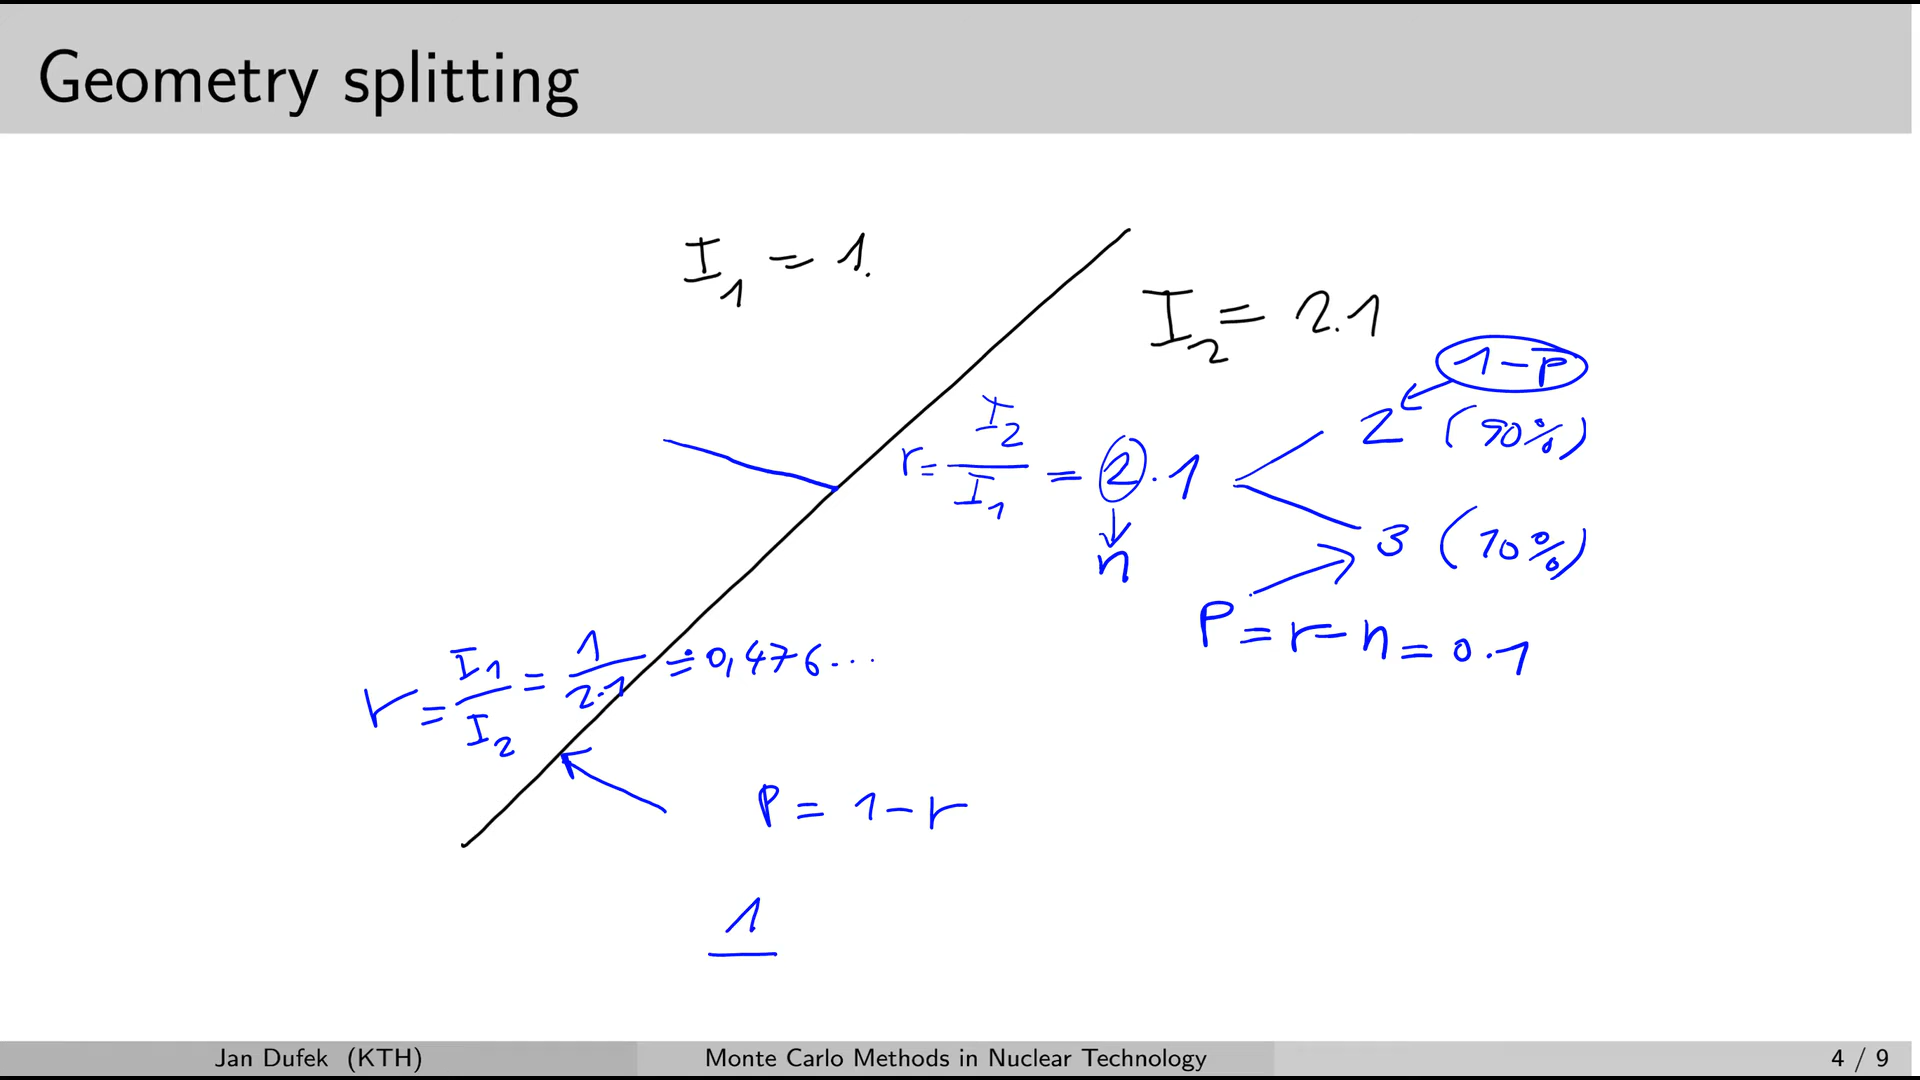 Geometry splitting
I₁ = 1.
I₂ = 2.1
1-P
2 (90%)
r = I₂/I₁ = 2.1
n
3 (10%)
P = r - n = 0.1
r = I₁/I₂ = 1/2.1 ≐ 0,476...
P = 1 - r
1
Jan Dufek (KTH)
Monte Carlo Methods in Nuclear Technology
4 / 9